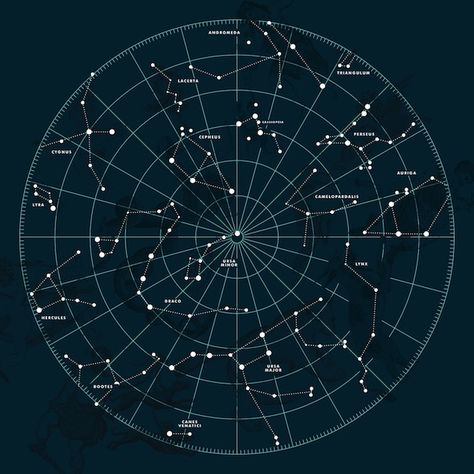 ANDROMEDA
TRIANGULUM
LACERTA
CASSIOPEIA
CEPHEUS
PERSEUS
CYGNUS
AURIGA
CAMELOPARDALIS
LYRA
URSA
MINOR
LYNX
DRACO
HERCULES
URSA
MAJOR
BOOTES
CANES
VENATICI